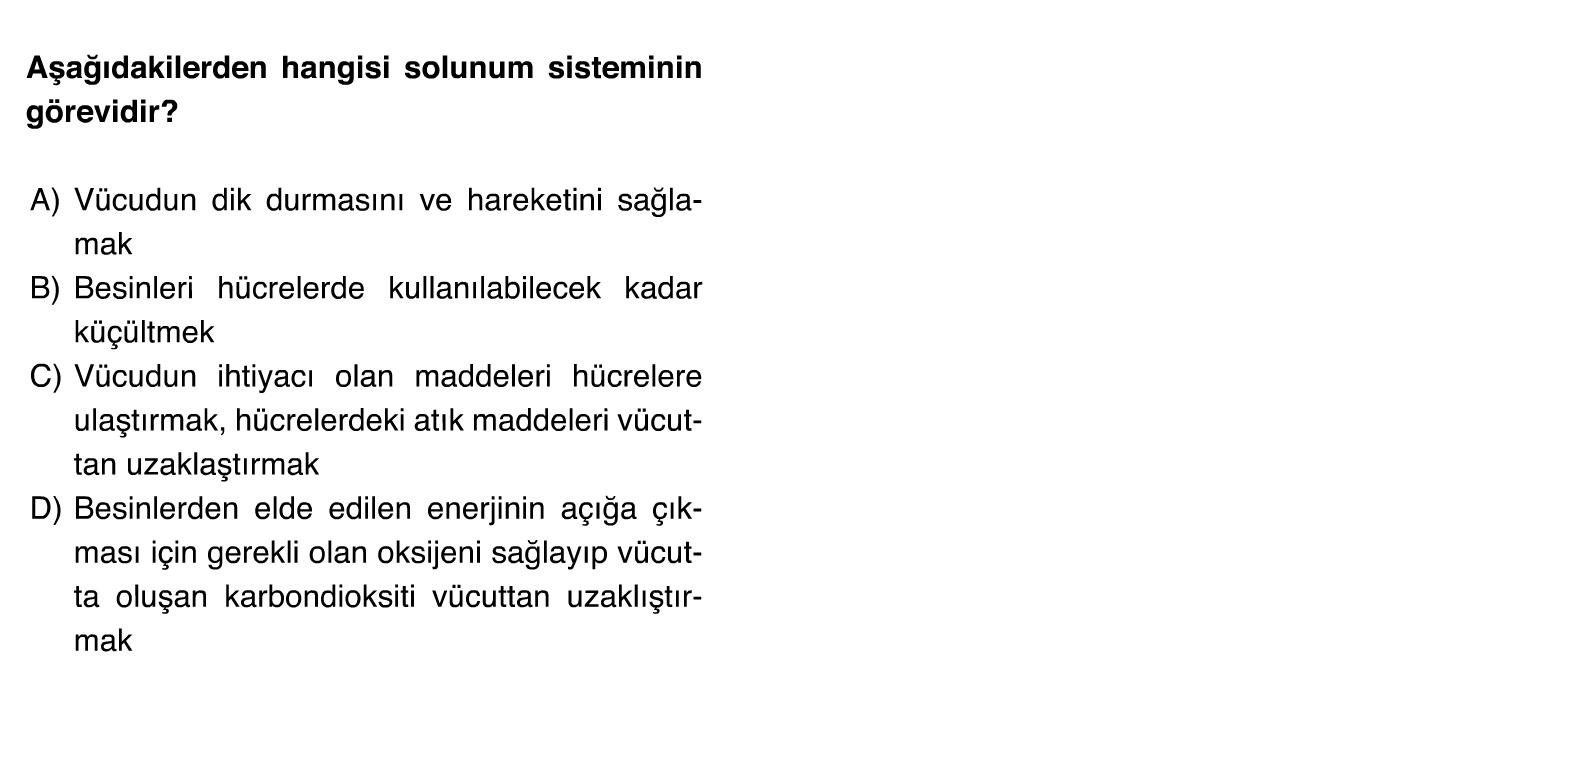 Aşağıdakilerden hangisi solunum sisteminin
görevidir?
A) Vücudun dik durmasını ve hareketini sağla-
mak
B) Besinleri hücrelerde kullanılabilecek kadar
küçültmek
C) Vücudun ihtiyacı olan maddeleri hücrelere
ulaştırmak, hücrelerdeki atık maddeleri vücut-
tan uzaklaştırmak
D) Besinlerden elde edilen enerjinin açığa çık-
ması için gerekli olan oksijeni sağlayıp vücut-
ta oluşan karbondioksiti vücuttan uzaklıştır-
mak